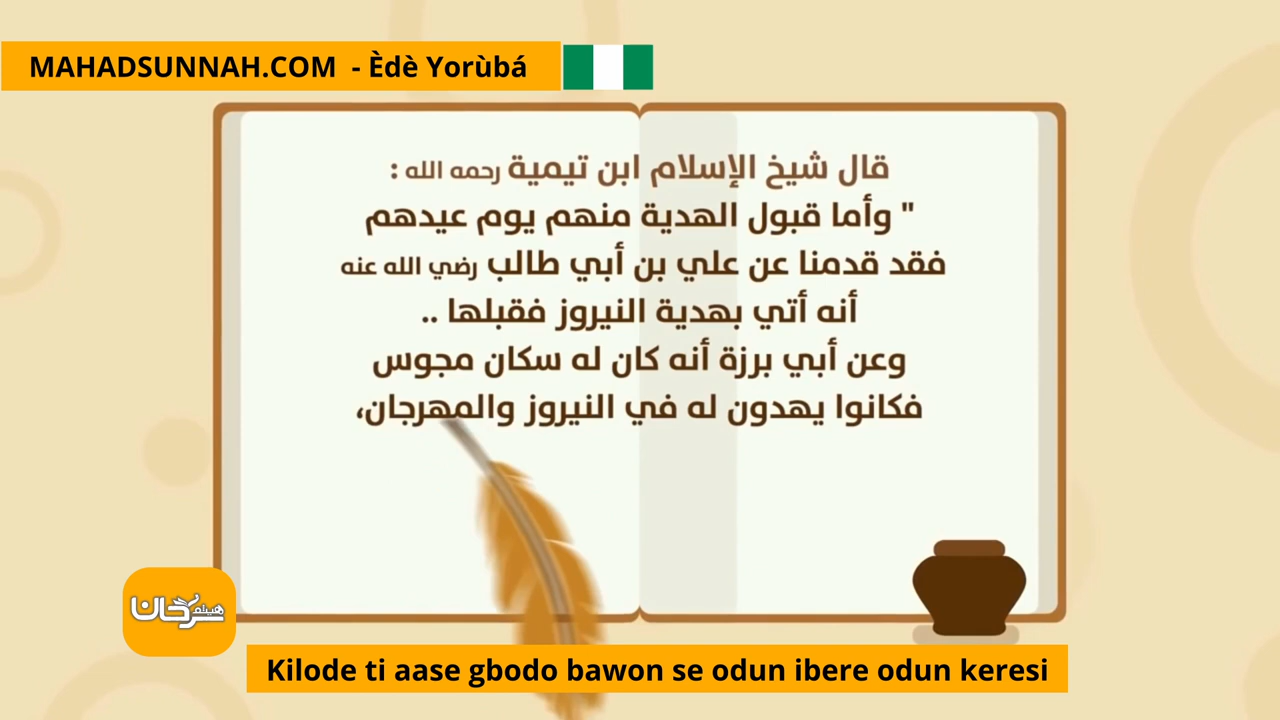 MAHADSUNNAH.COM - Èdè Yorùbá
قال شيخ الإسلام ابن تيمية رحمه الله :
" وأما قبول الهدية منهم يوم عيدهم
فقد قدمنا عن علي بن أبي طالب رضي الله عنه
أنه أتي بهدية النيروز فقبلها ..
وعن أبي برزة أنه كان له سكان مجوس
فكانوا يهدون له في النيروز والمهرجان،
هيثم سرحان
Kilode ti aase gbodo bawon se odun ibere odun keresi